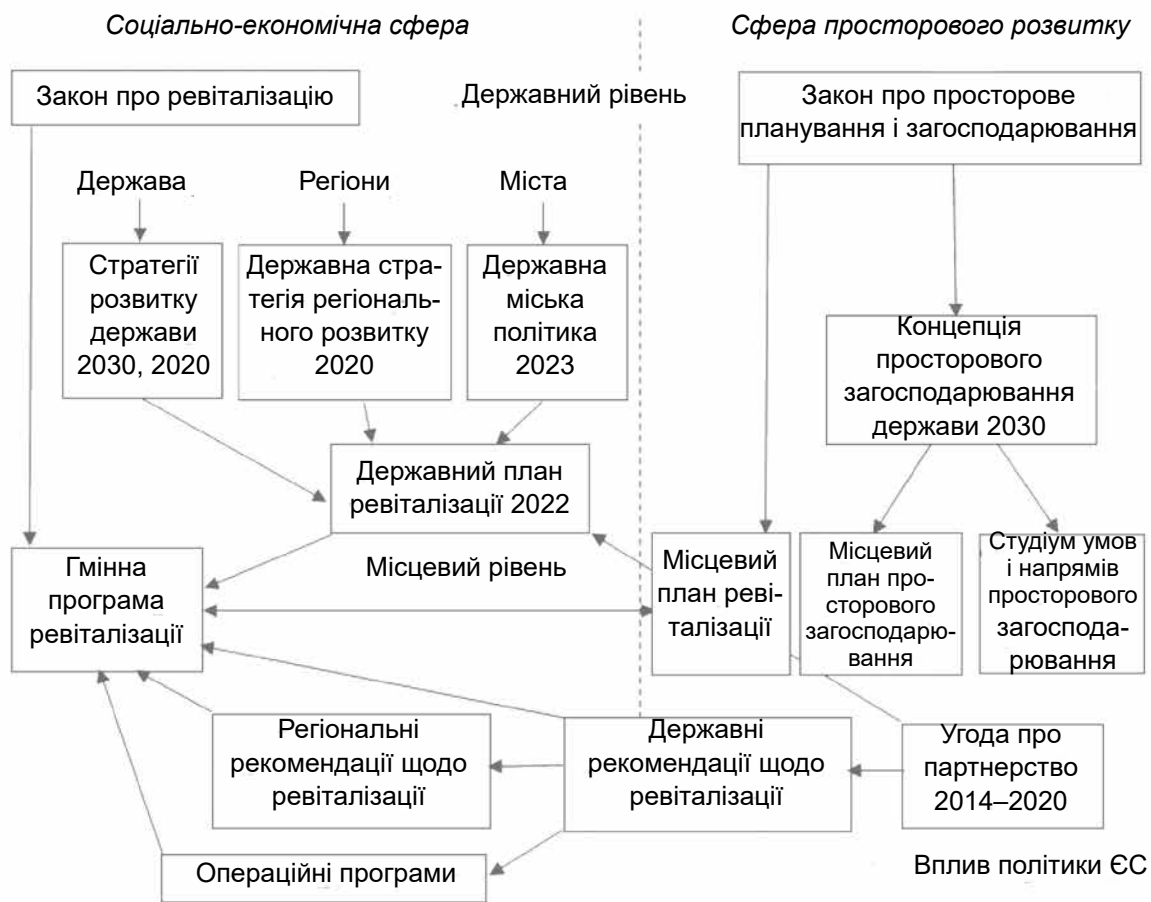 Соціально-економічна сфера
Сфера просторового розвитку
Закон про ревіталізацію
Державний рівень
Закон про просторове
планування і загосподарювання
Держава
Регіони
Міста
Стратегії
розвитку
держави
2030, 2020
Державна стра-
тегія регіональ-
ного розвитку
2020
Державна
міська
політика
2023
Концепція
просторового
загосподарювання
держави 2030
Державний план
ревіталізації 2022
Гмінна
програма
ревіталізації
Місцевий рівень
Місцевий
план реві-
талізації
Місцевий
план про-
сторового
загосподарю-
вання
Студіум умов
і напрямів
просторового
загоспода-
рювання
Регіональні
рекомендації щодо
ревіталізації
Державні
рекомендації щодо
ревіталізації
Угода про
партнерство
2014–2020
Операційні програми
Вплив політики ЄС